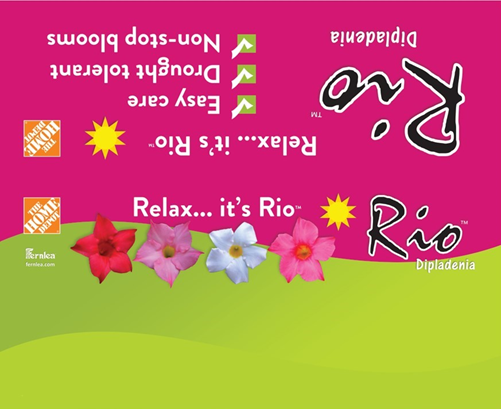 Rio™
Dipladenia
Relax... it's Rio™
Easy care
Drought tolerant
Non-stop blooms
THE
HOME
DEPOT
Relax... it's Rio™
THE
HOME
DEPOT
Rio™
Dipladenia
Fernlea
fernlea.com